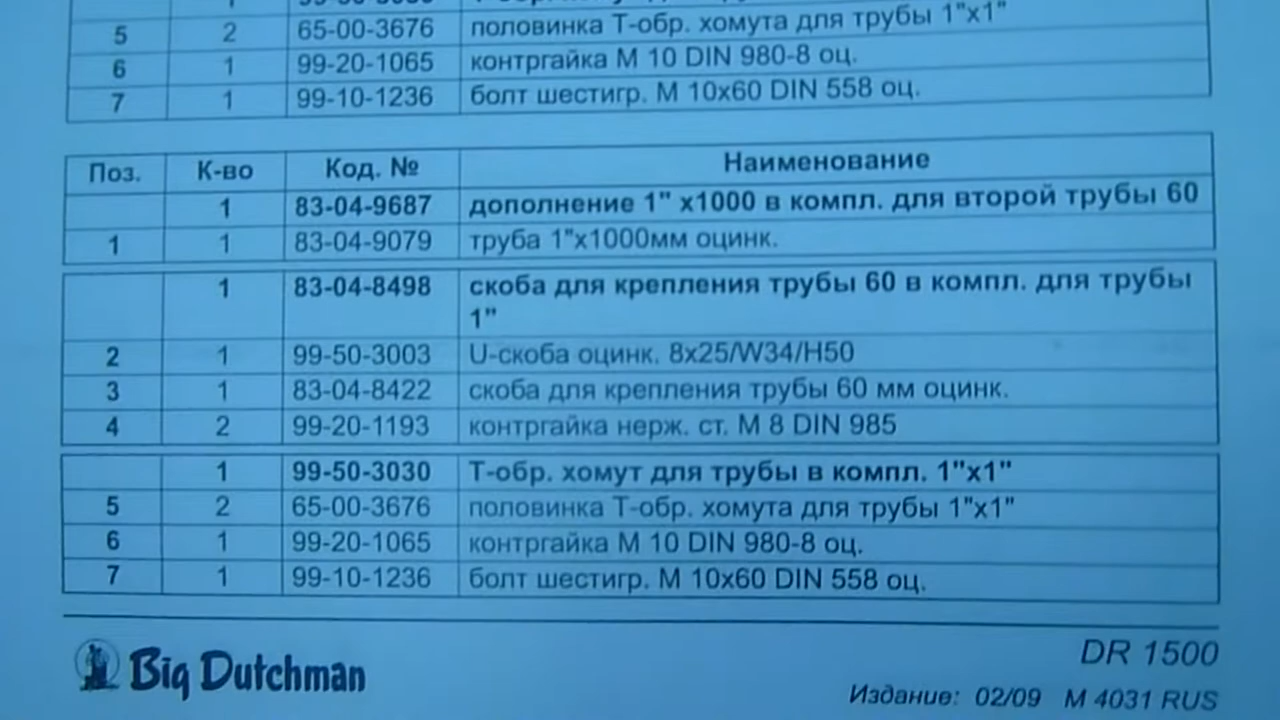 5 2 65-00-3676 половинка Т-обр. хомута для трубы 1"x1"
6 1 99-20-1065 контргайка М 10 DIN 980-8 оц.
7 1 99-10-1236 болт шестигр. М 10x60 DIN 558 оц.
Поз. К-во Код. № Наименование
1 83-04-9687 дополнение 1" x1000 в компл. для второй трубы 60
1 1 83-04-9079 труба 1"x1000мм оцинк.
1 83-04-8498 скоба для крепления трубы 60 в компл. для трубы
1"
2 1 99-50-3003 U-скоба оцинк. 8x25/W34/H50
3 1 83-04-8422 скоба для крепления трубы 60 мм оцинк.
4 2 99-20-1193 контргайка нерж. ст. М 8 DIN 985
1 99-50-3030 Т-обр. хомут для трубы в компл. 1"x1"
5 2 65-00-3676 половинка Т-обр. хомута для трубы 1"x1"
6 1 99-20-1065 контргайка М 10 DIN 980-8 оц.
7 1 99-10-1236 болт шестигр. М 10x60 DIN 558 оц.
Big Dutchman
DR 1500
Издание: 02/09 M 4031 RUS